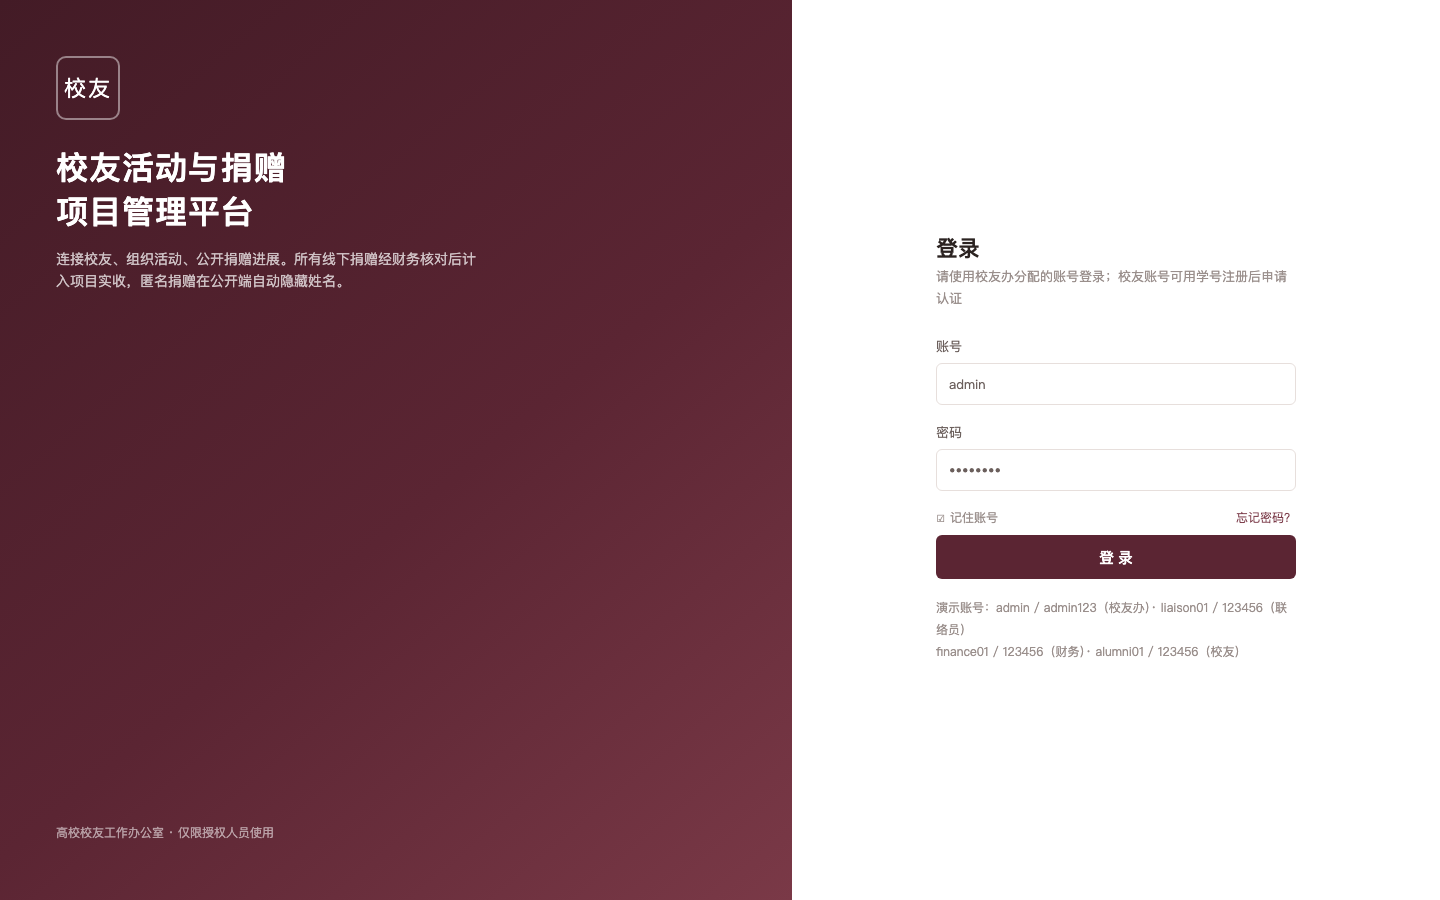 校友
校友活动与捐赠
项目管理平台
连接校友、组织活动、公开捐赠进展。所有线下捐赠经财务核对后计
入项目实收，匿名捐赠在公开端自动隐藏姓名。
高校校友工作办公室 · 仅限授权人员使用
登录
请使用校友办分配的账号登录；校友账号可用学号注册后申请
认证
账号
admin
密码
••••••••
☑ 记住账号
忘记密码?
登 录
演示账号：admin / admin123（校友办）· liaison01 / 123456（联
络员）
finance01 / 123456（财务）· alumni01 / 123456（校友）